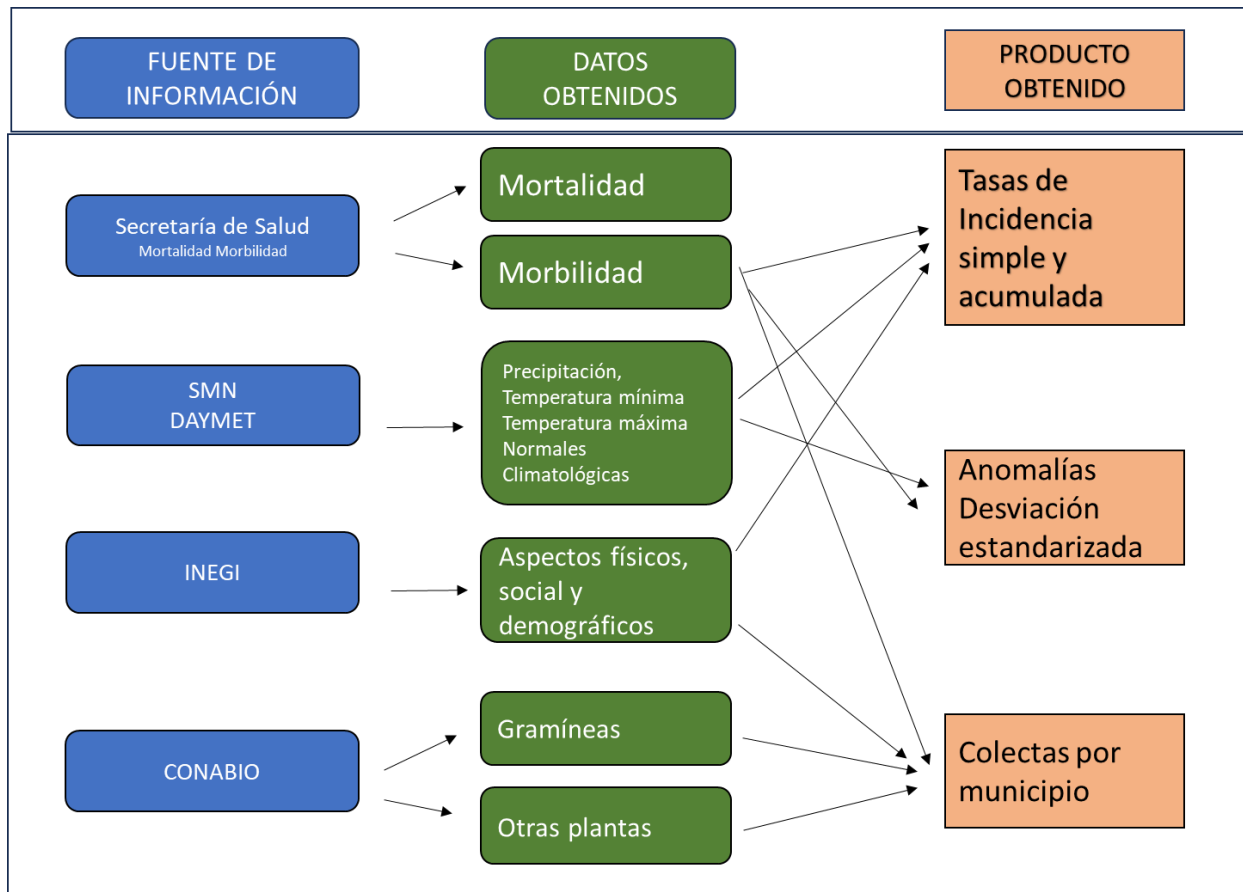 FUENTE DE
INFORMACIÓN
DATOS
OBTENIDOS
PRODUCTO
OBTENIDO
Secretaría de Salud
Mortalidad Morbilidad
Mortalidad
Morbilidad
Tasas de
Incidencia
simple y
acumulada
SMN
DAYMET
Precipitación,
Temperatura mínima
Temperatura máxima
Normales
Climatológicas
Anomalías
Desviación
estandarizada
INEGI
Aspectos físicos,
social y
demográficos
CONABIO
Gramíneas
Otras plantas
Colectas por
municipio